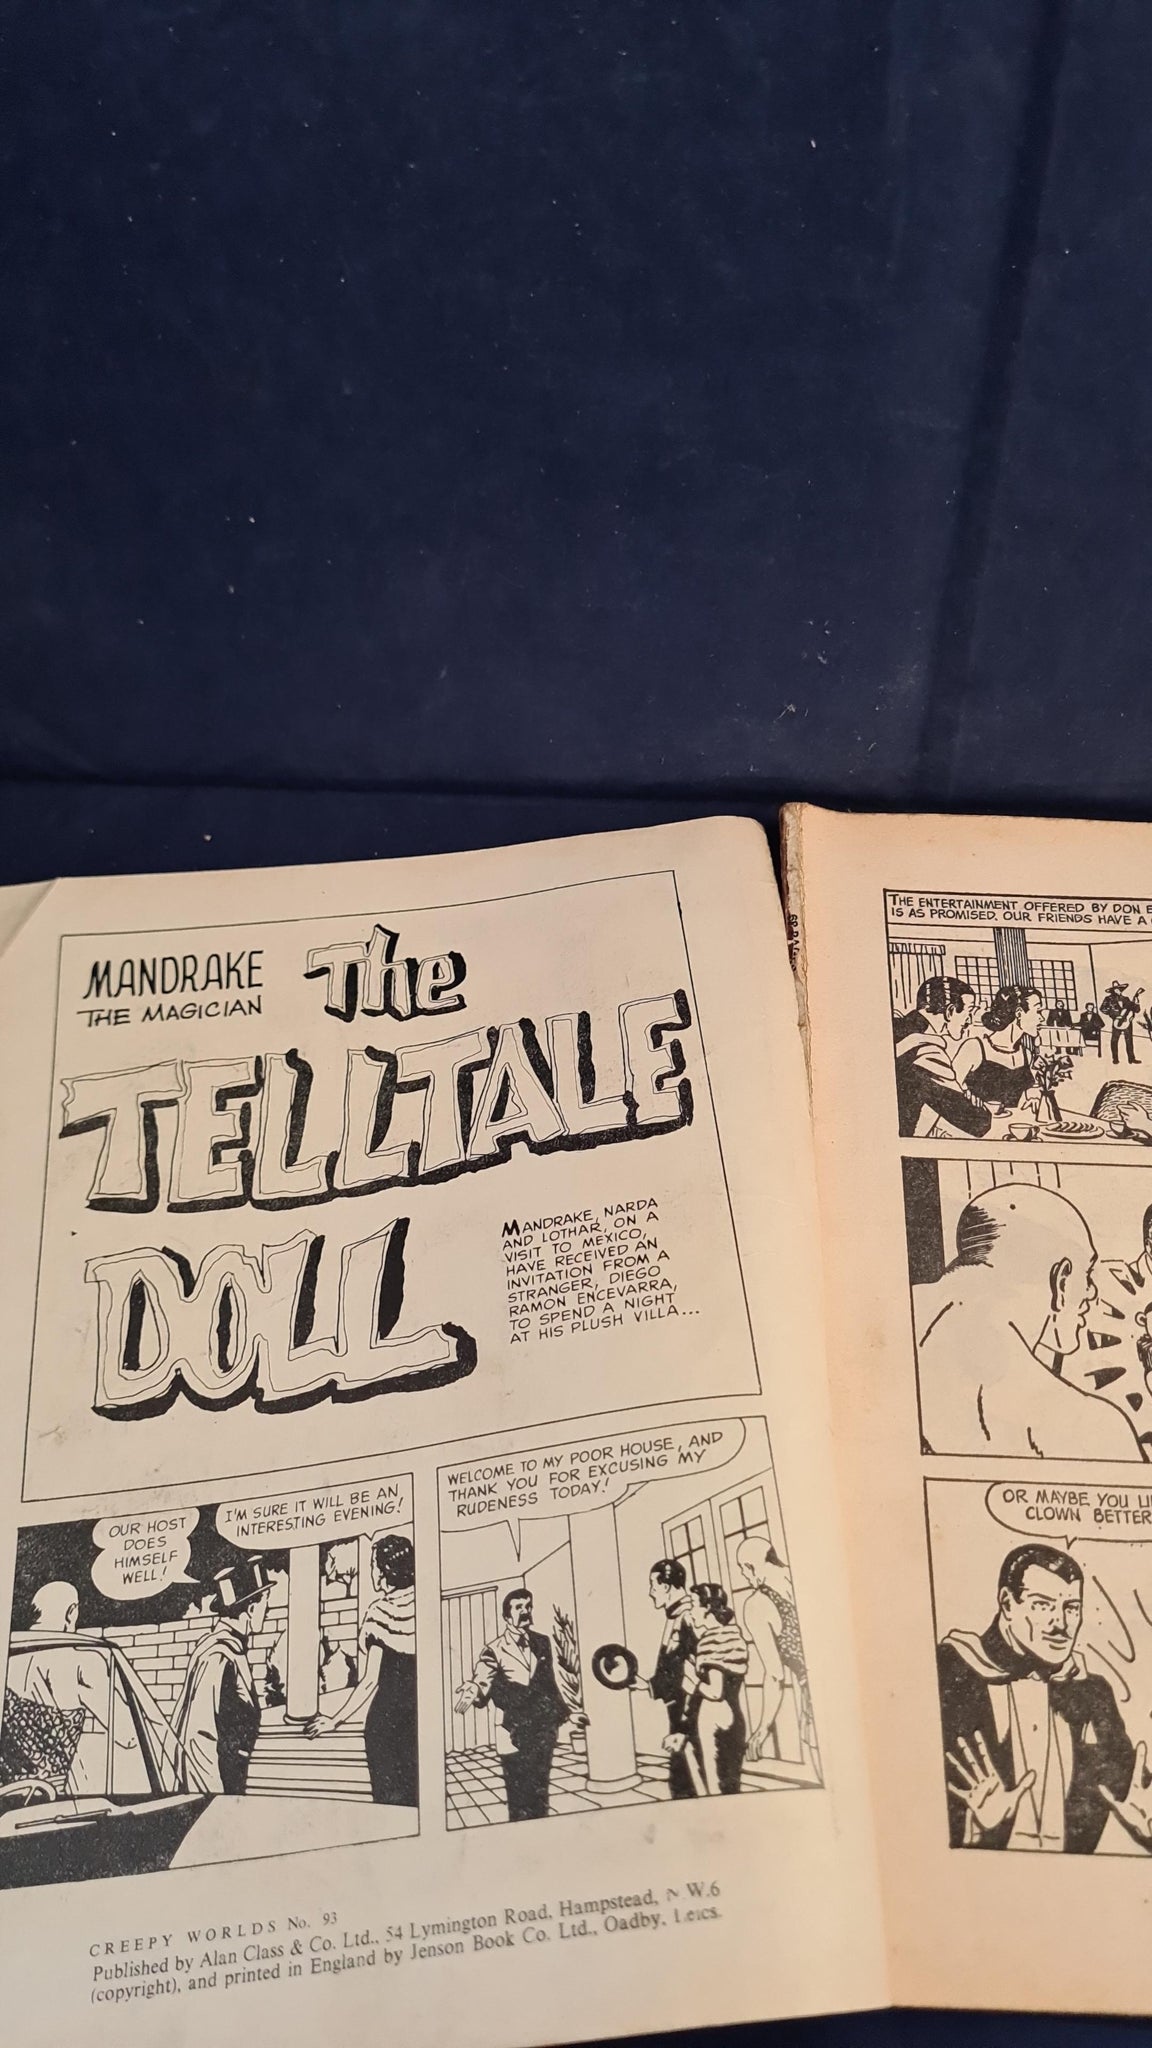 MANDRAKE
THE MAGICIAN
The
TELLTALE
DOLL
MANDRAKE, NARDA
AND LOTHAR, ON A
VISIT TO MEXICO,
HAVE RECEIVED AN
INVITATION FROM A
STRANGER, DIEGO
RAMON ENCEVARRA,
TO SPEND A NIGHT
AT HIS PLUSH VILLA...
OUR HOST
DOES
HIMSELF
WELL!
I'M SURE IT WILL BE AN
INTERESTING EVENING!
WELCOME TO MY POOR HOUSE, AND
THANK YOU FOR EXCUSING MY
RUDENESS TODAY!
CREEPY WORLDS No. 93
Published by Alan Class & Co. Ltd., 54 Lymington Road, Hampstead, N W.6
(copyright), and printed in England by Jenson Book Co. Ltd., Oadby, Leics.
THE ENTERTAINMENT OFFERED BY DON
IS AS PROMISED. OUR FRIENDS HAVE A
OR MAYBE YOU
CLOWN BETTER